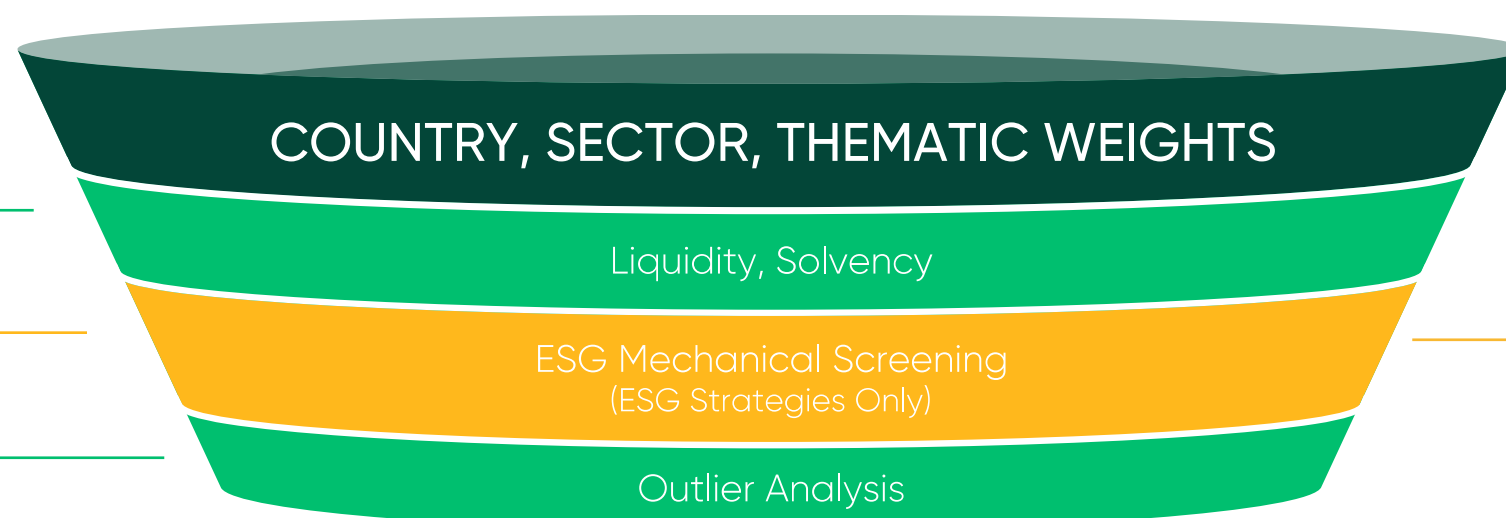 COUNTRY, SECTOR, THEMATIC WEIGHTS
Liquidity, Solvency
ESG Mechanical Screening
(ESG Strategies Only)
Outlier Analysis